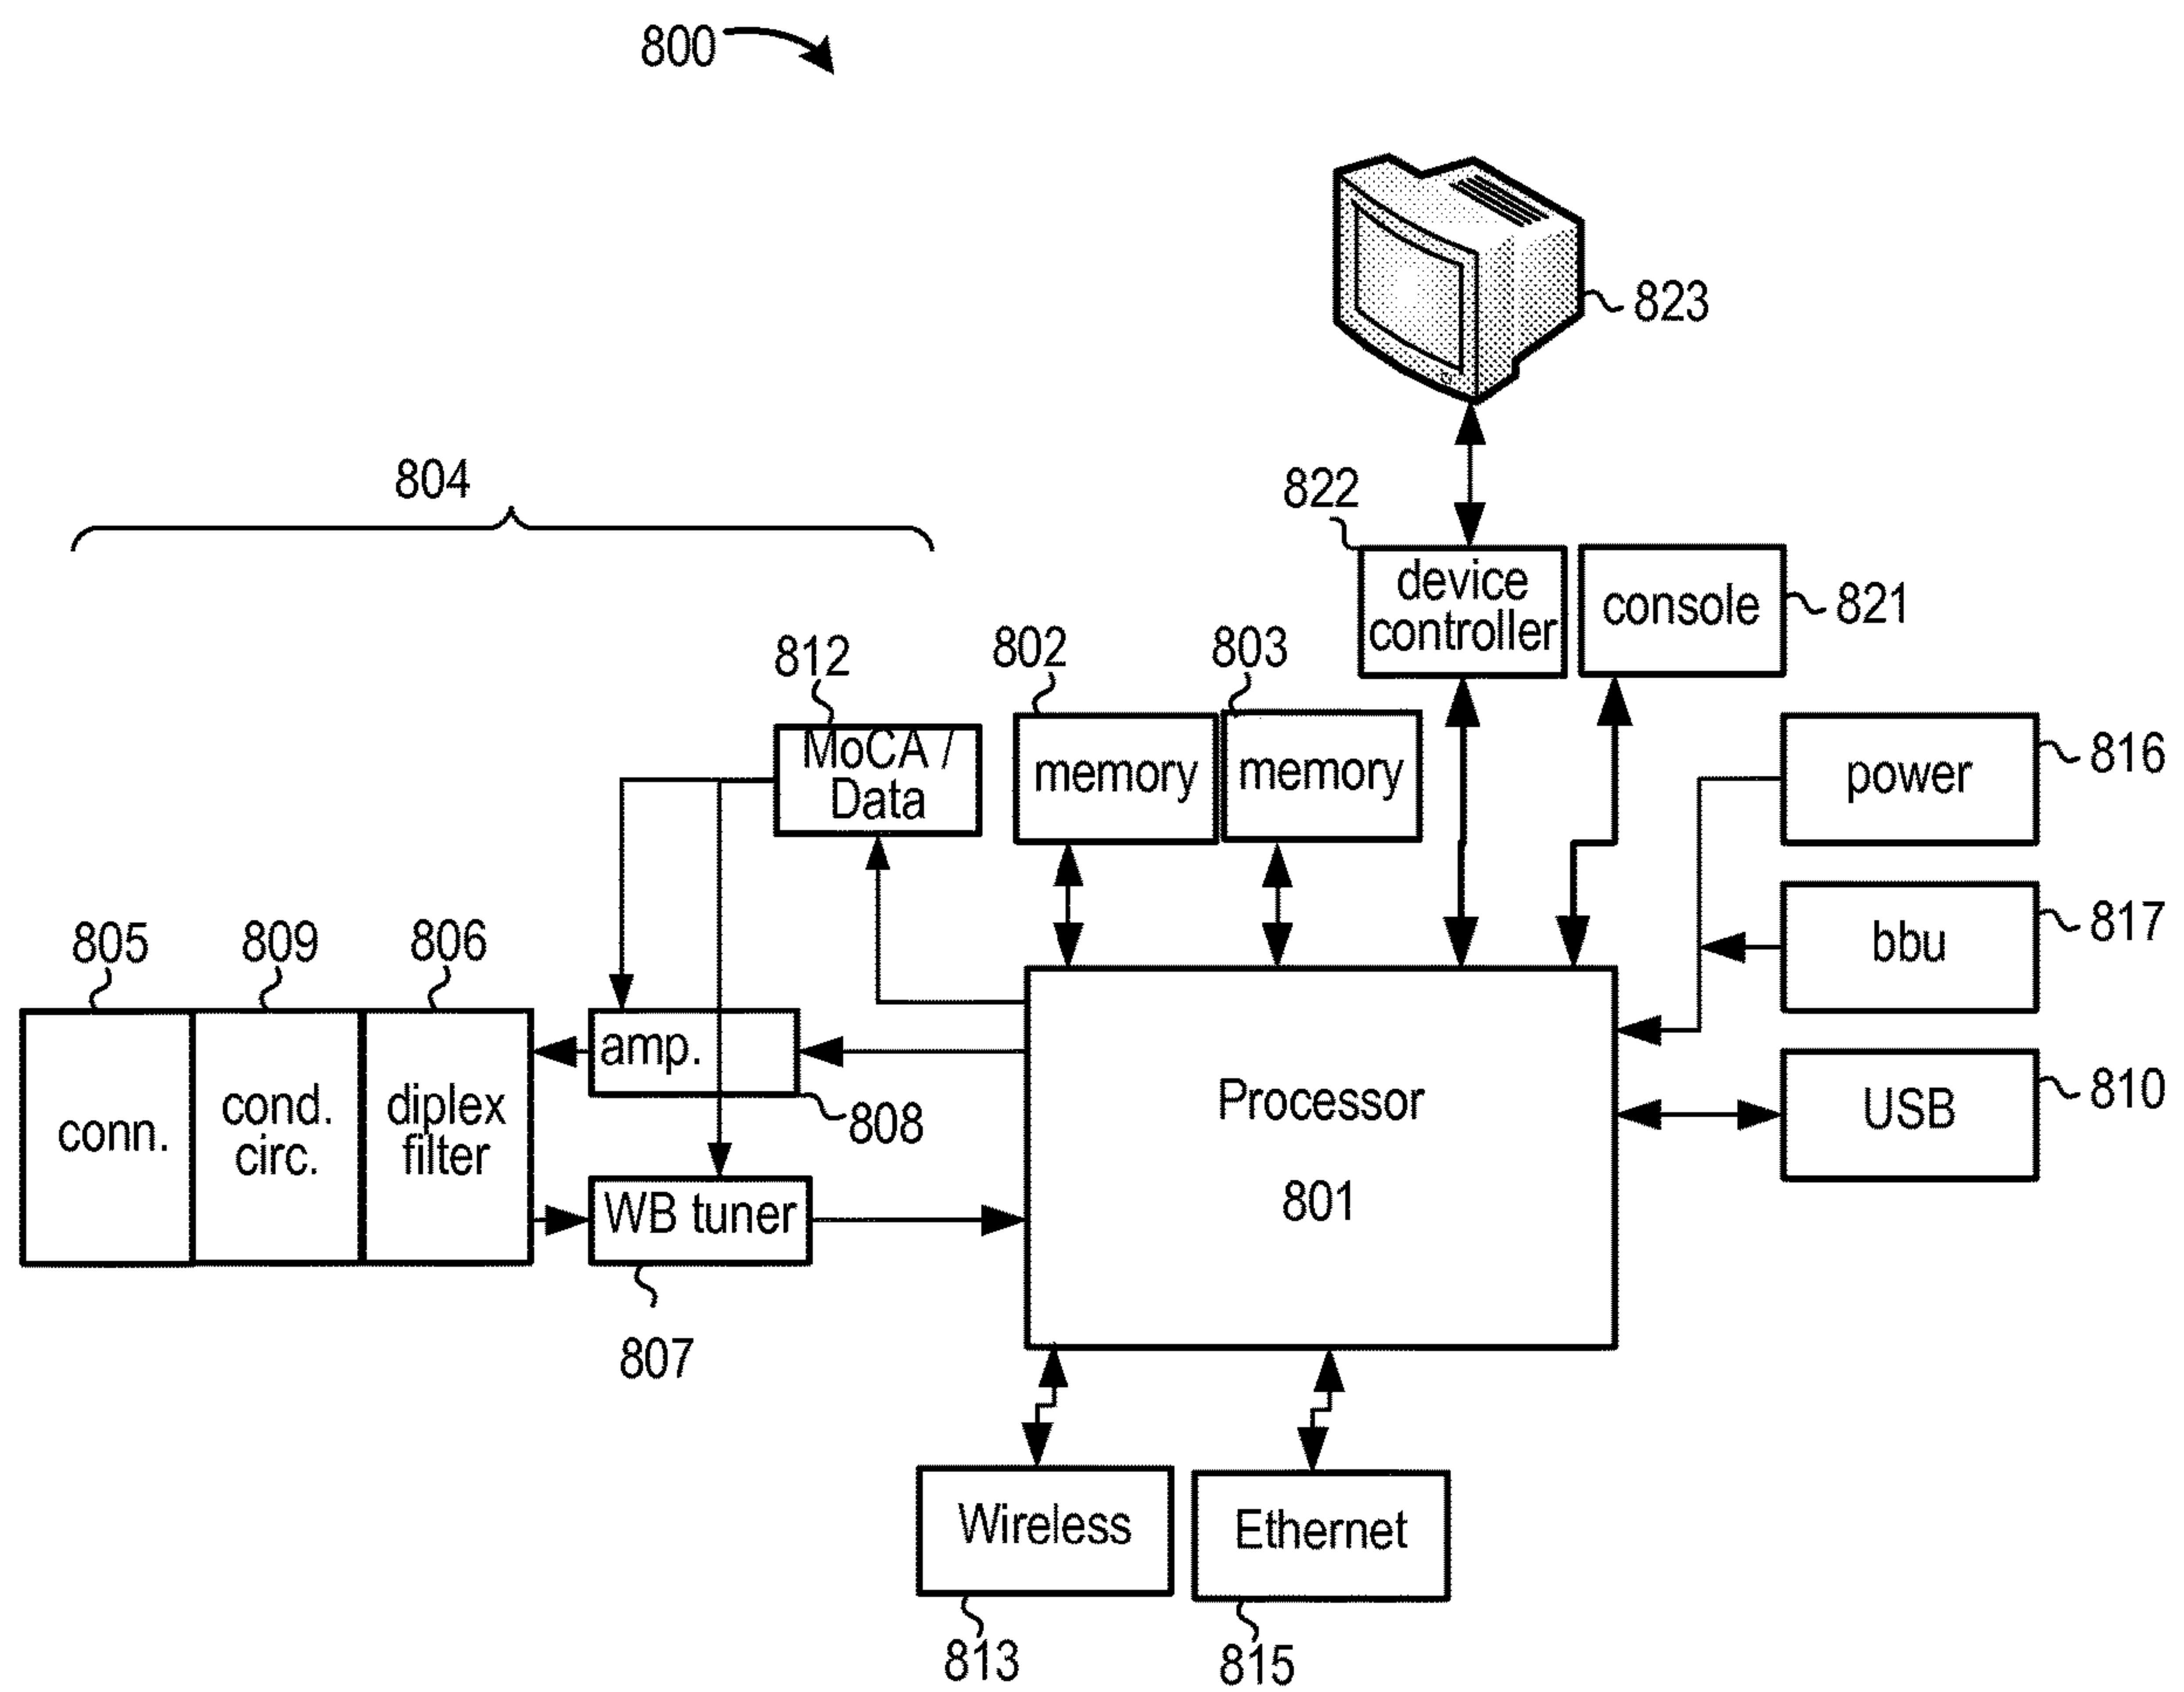 800
823
804
822
device
controller
console
821
812
802
803
MoCA /
Data
memory
memory
power
816
805
809
806
bbu
817
conn.
cond.
circ.
diplex
filter
amp.
808
Processor
801
USB
810
WB tuner
807
Wireless
Ethernet
813
815